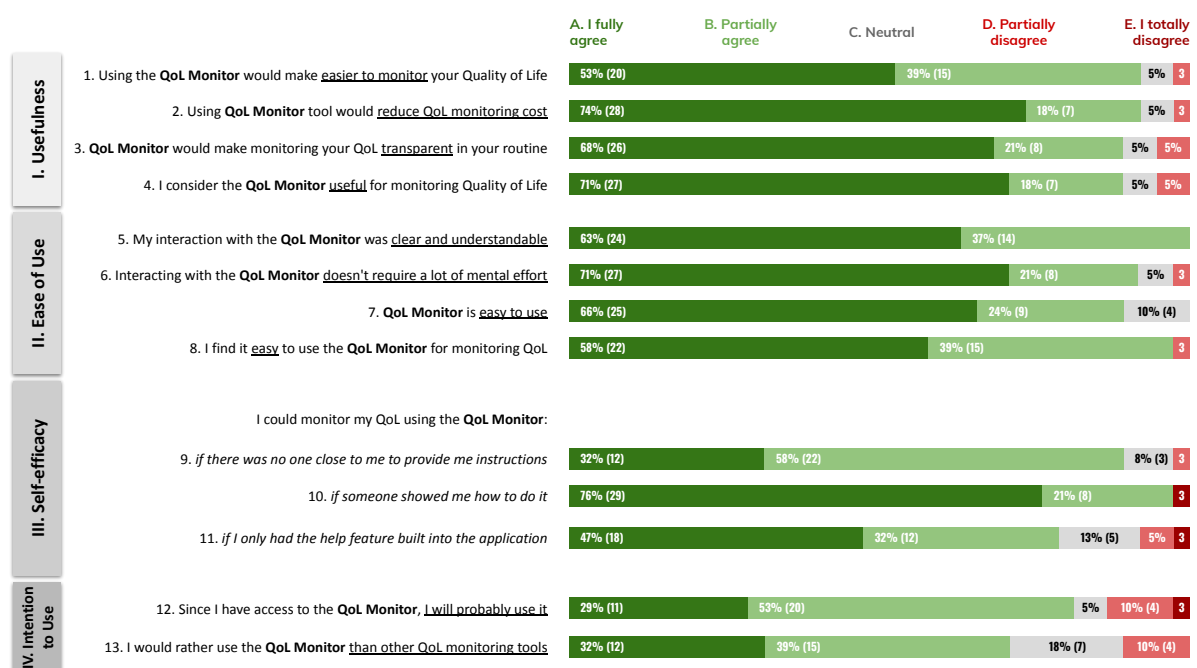 A. I fully agree
B. Partially agree
C. Neutral
D. Partially disagree
E. I totally disagree
I. Usefulness
1. Using the QoL Monitor would make easier to monitor your Quality of Life
53% (20) 39% (15) 5% 3
2. Using QoL Monitor tool would reduce QoL monitoring cost
74% (28) 18% (7) 5% 3
3. QoL Monitor would make monitoring your QoL transparent in your routine
68% (26) 21% (8) 5% 5%
4. I consider the QoL Monitor useful for monitoring Quality of Life
71% (27) 18% (7) 5% 5%
II. Ease of Use
5. My interaction with the QoL Monitor was clear and understandable
63% (24) 37% (14)
6. Interacting with the QoL Monitor doesn't require a lot of mental effort
71% (27) 21% (8) 5% 3
7. QoL Monitor is easy to use
66% (25) 24% (9) 10% (4)
8. I find it easy to use the QoL Monitor for monitoring QoL
58% (22) 39% (15) 3
III. Self-efficacy
I could monitor my QoL using the QoL Monitor:
9. if there was no one close to me to provide me instructions
32% (12) 58% (22) 8% (3) 3
10. if someone showed me how to do it
76% (29) 21% (8) 3
11. if I only had the help feature built into the application
47% (18) 32% (12) 13% (5) 5% 3
IV. Intention to Use
12. Since I have access to the QoL Monitor, I will probably use it
29% (11) 53% (20) 5% 10% (4) 3
13. I would rather use the QoL Monitor than other QoL monitoring tools
32% (12) 39% (15) 18% (7) 10% (4)